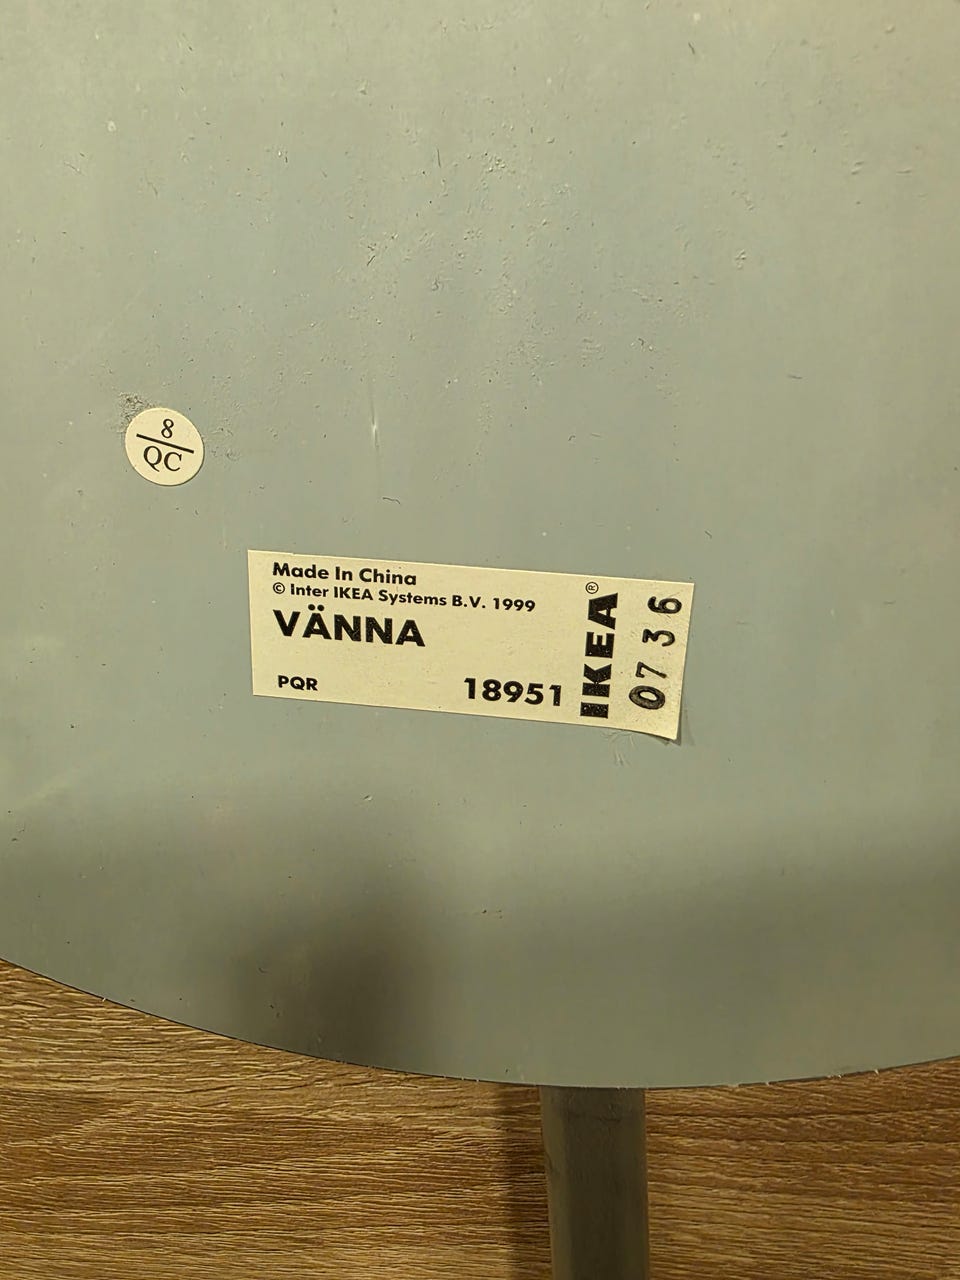 8
QC
Made In China
© Inter IKEA Systems B.V. 1999
VÄNNA
PQR 18951
IKEA®
0736